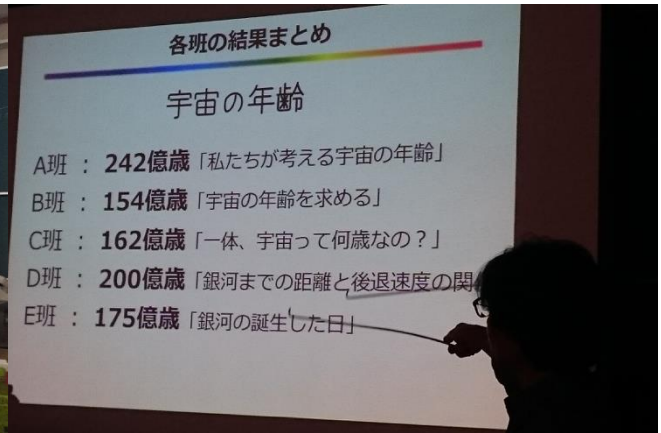 各班の結果まとめ
宇宙の年齢
A班 : 242億歳「私たちが考える宇宙の年齢」
B班 : 154億歳「宇宙の年齢を求める」
C班 : 162億歳「一体、宇宙って何歳なの？」
D班 : 200億歳「銀河までの距離と後退速度の関
E班 : 175億歳「銀河の誕生した日」